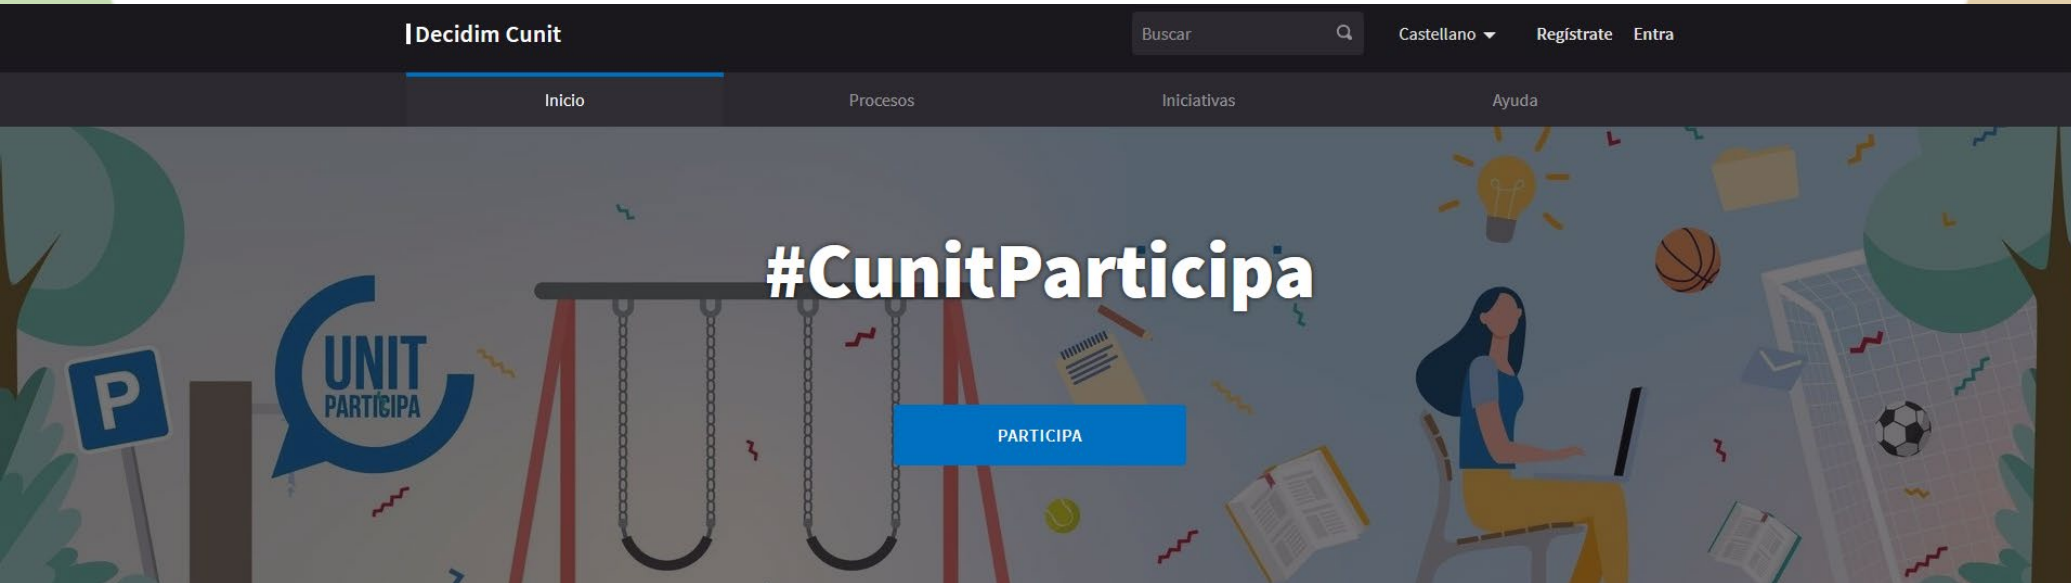 Decidim Cunit
Buscar
Castellano
Regístrate
Entra
Inicio
Procesos
Iniciativas
Ayuda
#CunitParticipa
P
UNIT
PARTICIPA
PARTICIPA